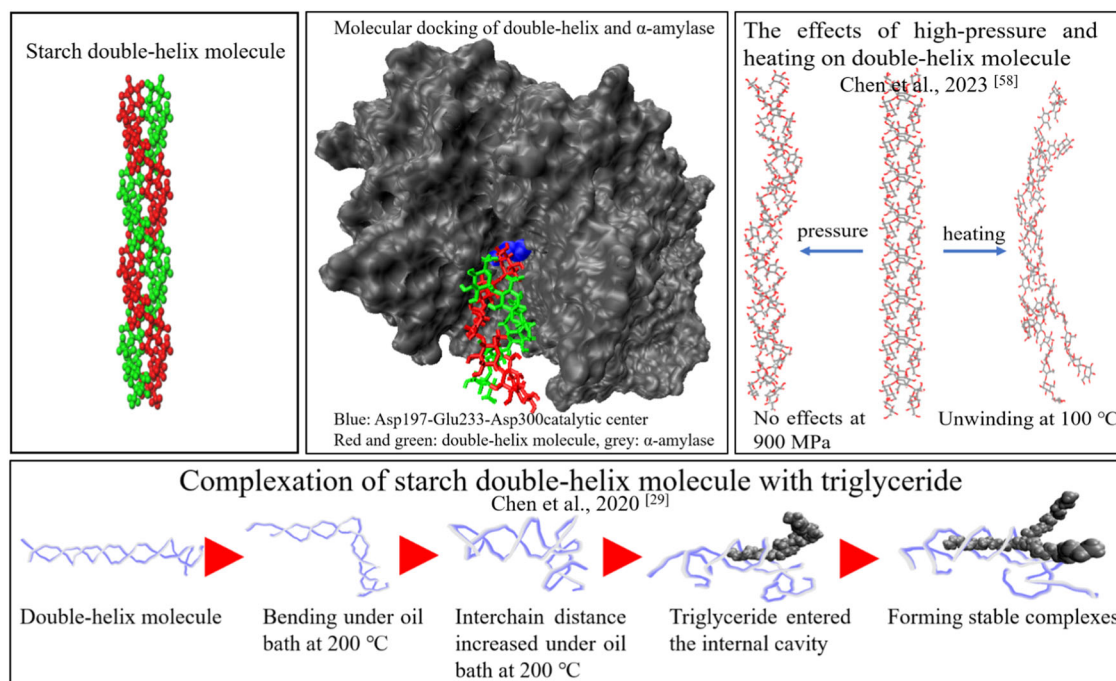 Starch double-helix molecule
Molecular docking of double-helix and α-amylase
Blue: Asp197-Glu233-Asp300catalytic center
Red and green: double-helix molecule, grey: α-amylase
The effects of high-pressure and
heating on double-helix molecule
Chen et al., 2023 [58]
pressure
heating
No effects at
900 MPa
Unwinding at 100 ℃
Complexation of starch double-helix molecule with triglyceride
Chen et al., 2020 [29]
Double-helix molecule
Bending under oil
bath at 200 ℃
Interchain distance
increased under oil
bath at 200 ℃
Triglyceride entered
the internal cavity
Forming stable complexes